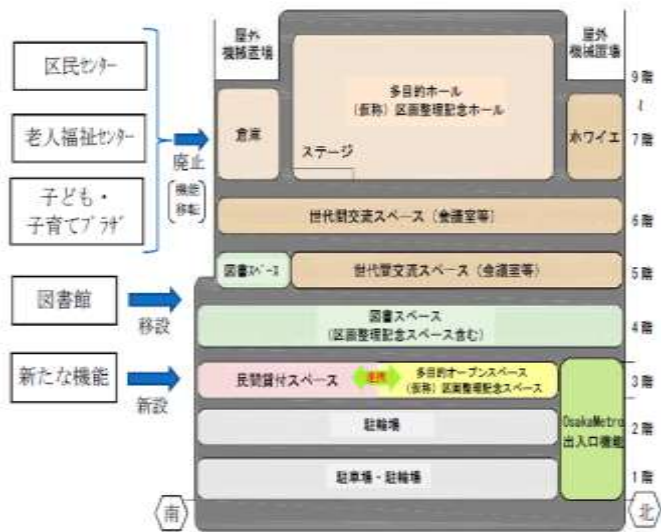 区民センター
老人福祉センター
子ども・
子育てプラザ
廃止
機能
移転
図書館
移設
新たな機能
新設
屋外
機械置場
多目的ホール
(仮称)区画整理記念ホール
屋外
機械置場
倉庫
ステージ
ホワイエ
世代間交流スペース(会議室等)
図書スペース
世代間交流スペース(会議室等)
図書スペース
(区画整理記念スペース含む)
民間貸付スペース
連携
多目的オープンスペース
(仮称)区画整理記念スペース
駐輪場
OsakaMetro
出入口機能
駐車場・駐輪場
9階
~
7階
6階
5階
4階
3階
2階
1階
南
北